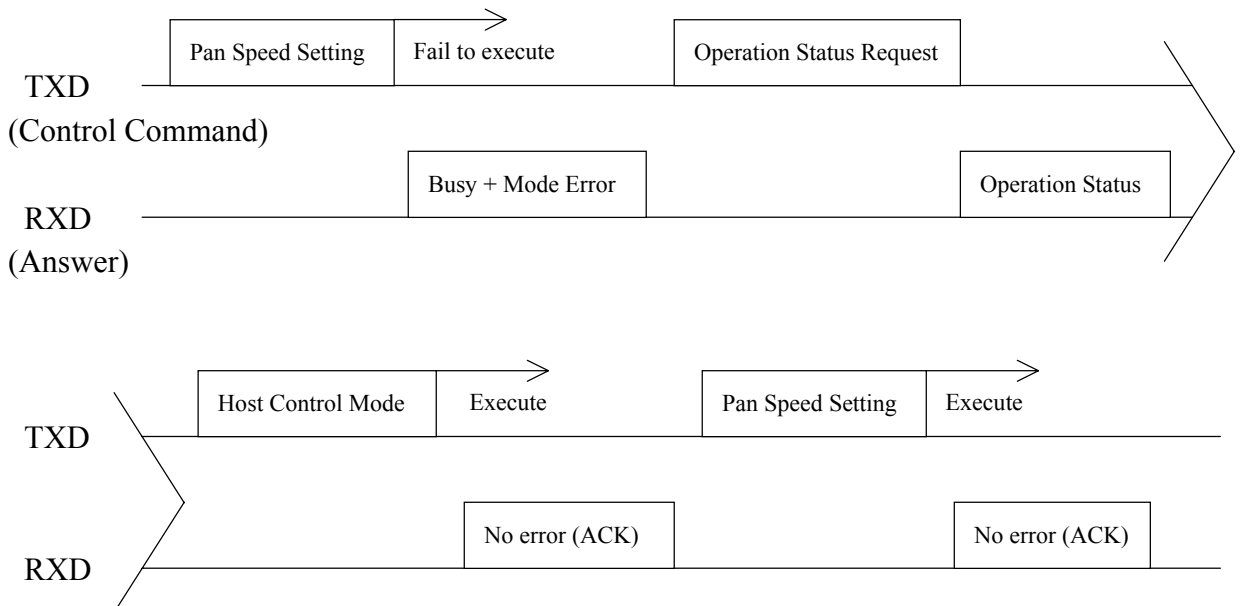 Pan Speed Setting Fail to execute Operation Status Request
TXD
(Control Command)
Busy + Mode Error Operation Status
RXD
(Answer)
Host Control Mode Execute Pan Speed Setting Execute
TXD
No error (ACK) No error (ACK)
RXD